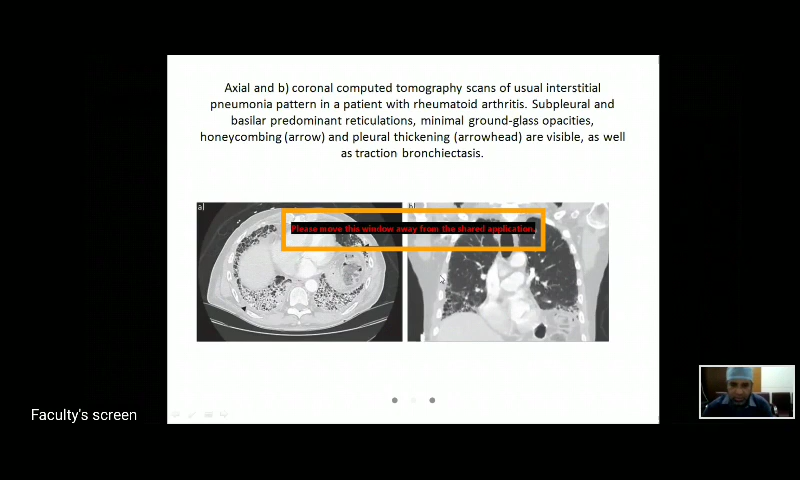 Axial and b) coronal computed tomography scans of usual interstitial
pneumonia pattern in a patient with rheumatoid arthritis. Subpleural and
basilar predominant reticulations, minimal ground-glass opacities,
honeycombing (arrow) and pleural thickening (arrowhead) are visible, as well
as traction bronchiectasis.
a)
b)
Please move this window away from the shared application.
Faculty's screen